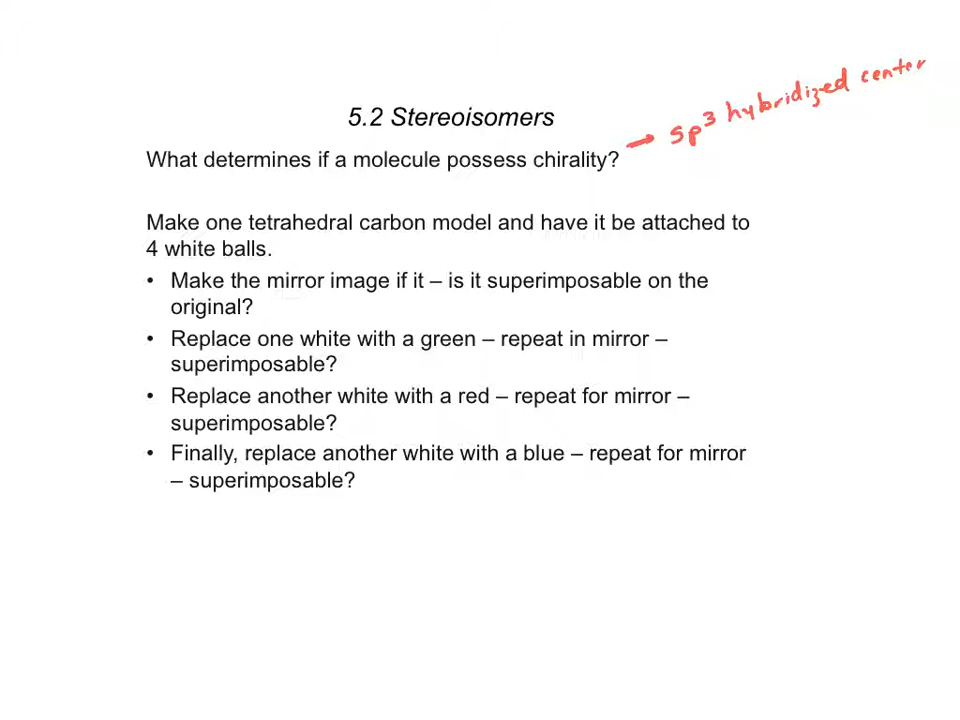 5.2 Stereoisomers
→ sp³ hybridized center
What determines if a molecule possess chirality?
Make one tetrahedral carbon model and have it be attached to
4 white balls.
• Make the mirror image if it – is it superimposable on the
original?
• Replace one white with a green – repeat in mirror –
superimposable?
• Replace another white with a red – repeat for mirror –
superimposable?
• Finally, replace another white with a blue – repeat for mirror
– superimposable?